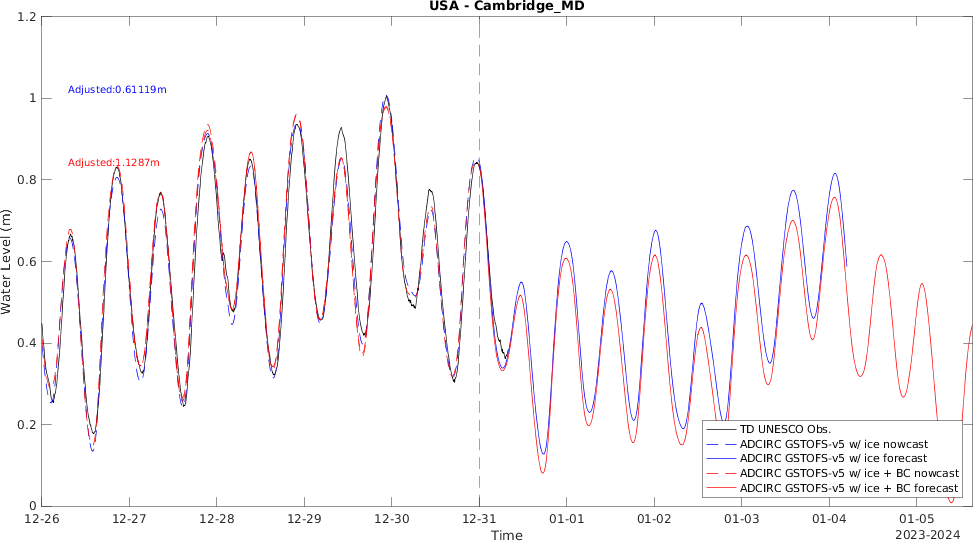 USA - Cambridge_MD
1.2
1
0.8
0.6
0.4
0.2
0
Water Level (m)
Adjusted:0.61119m
Adjusted:1.1287m
TD UNESCO Obs.
ADCIRC GSTOFS-v5 w/ ice nowcast
ADCIRC GSTOFS-v5 w/ ice forecast
ADCIRC GSTOFS-v5 w/ ice + BC nowcast
ADCIRC GSTOFS-v5 w/ ice + BC forecast
12-26 12-27 12-28 12-29 12-30 12-31 01-01 01-02 01-03 01-04 01-05
Time
2023-2024